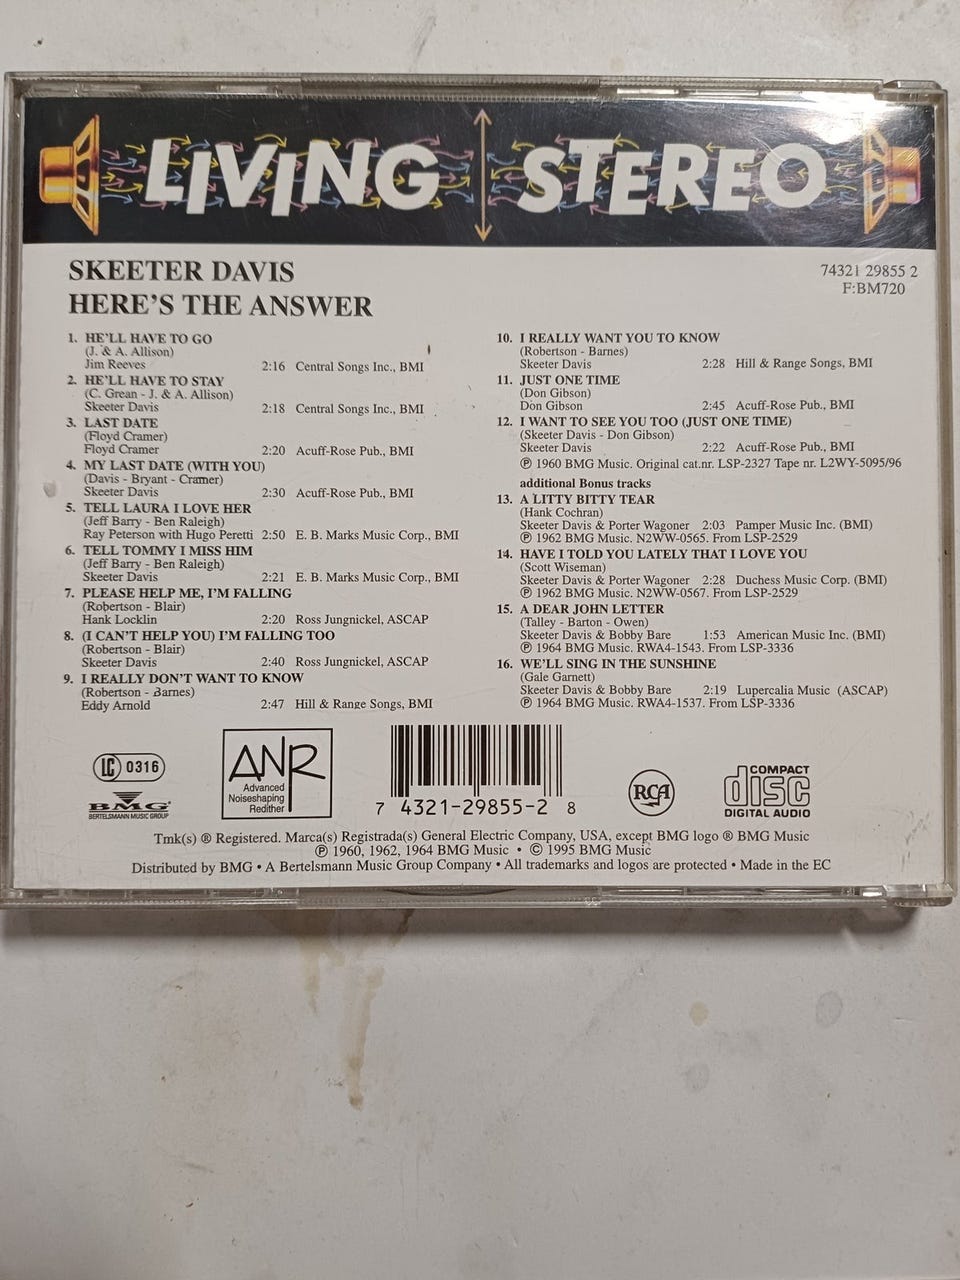 LIVING STEREO
SKEETER DAVIS
HERE'S THE ANSWER
74321 29855 2
F:BM720
1. HE'LL HAVE TO GO
(J. & A. Allison)
Jim Reeves 2:16 Central Songs Inc., BMI
2. HE'LL HAVE TO STAY
(C. Grean - J. & A. Allison)
Skeeter Davis 2:18 Central Songs Inc., BMI
3. LAST DATE
(Floyd Cramer)
Floyd Cramer 2:20 Acuff-Rose Pub., BMI
4. MY LAST DATE (WITH YOU)
(Davis - Bryant - Cramer)
Skeeter Davis 2:30 Acuff-Rose Pub., BMI
5. TELL LAURA I LOVE HER
(Jeff Barry - Ben Raleigh)
Ray Peterson with Hugo Peretti 2:50 E. B. Marks Music Corp., BMI
6. TELL TOMMY I MISS HIM
(Jeff Barry - Ben Raleigh)
Skeeter Davis 2:21 E. B. Marks Music Corp., BMI
7. PLEASE HELP ME, I'M FALLING
(Robertson - Blair)
Hank Locklin 2:20 Ross Jungnickel, ASCAP
8. (I CAN'T HELP YOU) I'M FALLING TOO
(Robertson - Blair)
Skeeter Davis 2:40 Ross Jungnickel, ASCAP
9. I REALLY DON'T WANT TO KNOW
(Robertson - Barnes)
Eddy Arnold 2:47 Hill & Range Songs, BMI
10. I REALLY WANT YOU TO KNOW
(Robertson - Barnes)
Skeeter Davis 2:28 Hill & Range Songs, BMI
11. JUST ONE TIME
(Don Gibson)
Don Gibson 2:45 Acuff-Rose Pub., BMI
12. I WANT TO SEE YOU TOO (JUST ONE TIME)
(Skeeter Davis - Don Gibson)
Skeeter Davis 2:22 Acuff-Rose Pub., BMI
℗ 1960 BMG Music. Original cat.nr. LSP-2327 Tape nr. L2WY-5095/96
additional Bonus tracks
13. A LITTY BITTY TEAR
(Hank Cochran)
Skeeter Davis & Porter Wagoner 2:03 Pamper Music Inc. (BMI)
℗ 1962 BMG Music. N2WW-0565. From LSP-2529
14. HAVE I TOLD YOU LATELY THAT I LOVE YOU
(Scott Wiseman)
Skeeter Davis & Porter Wagoner 2:28 Duchess Music Corp. (BMI)
℗ 1962 BMG Music. N2WW-0567. From LSP-2529
15. A DEAR JOHN LETTER
(Talley - Barton - Owen)
Skeeter Davis & Bobby Bare 1:53 American Music Inc. (BMI)
℗ 1964 BMG Music. RWA4-1543. From LSP-3336
16. WE'LL SING IN THE SUNSHINE
(Gale Garnett)
Skeeter Davis & Bobby Bare 2:19 Lupercalia Music (ASCAP)
℗ 1964 BMG Music. RWA4-1537. From LSP-3336
LC 0316
BMG
BERTELSMANN MUSIC GROUP
ANR
Advanced
Noiseshaping
Redither
7 4321-29855-2 8
RCA
COMPACT
disc
DIGITAL AUDIO
Tmk(s) ® Registered. Marca(s) Registrada(s) General Electric Company, USA, except BMG logo ® BMG Music
℗ 1960, 1962, 1964 BMG Music • © 1995 BMG Music
Distributed by BMG • A Bertelsmann Music Group Company • All trademarks and logos are protected • Made in the EC